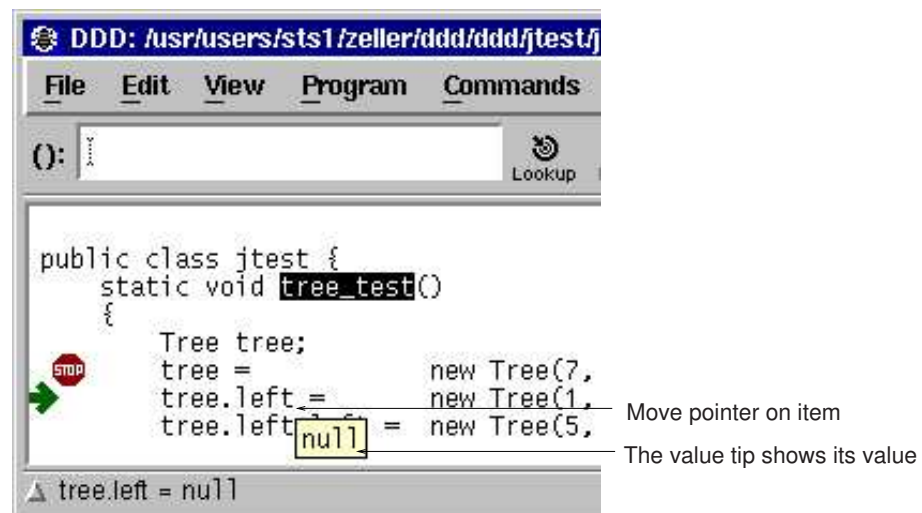 DDD: /usr/users/sts1/zeller/ddd/ddd/jtest/j
File Edit View Program Commands
():
Lookup
public class jtest {
static void tree_test()
{
Tree tree;
STOP
tree = new Tree(7,
tree.left = new Tree(1,
tree.left.left = new Tree(5,
null
Move pointer on item
The value tip shows its value
tree.left = null